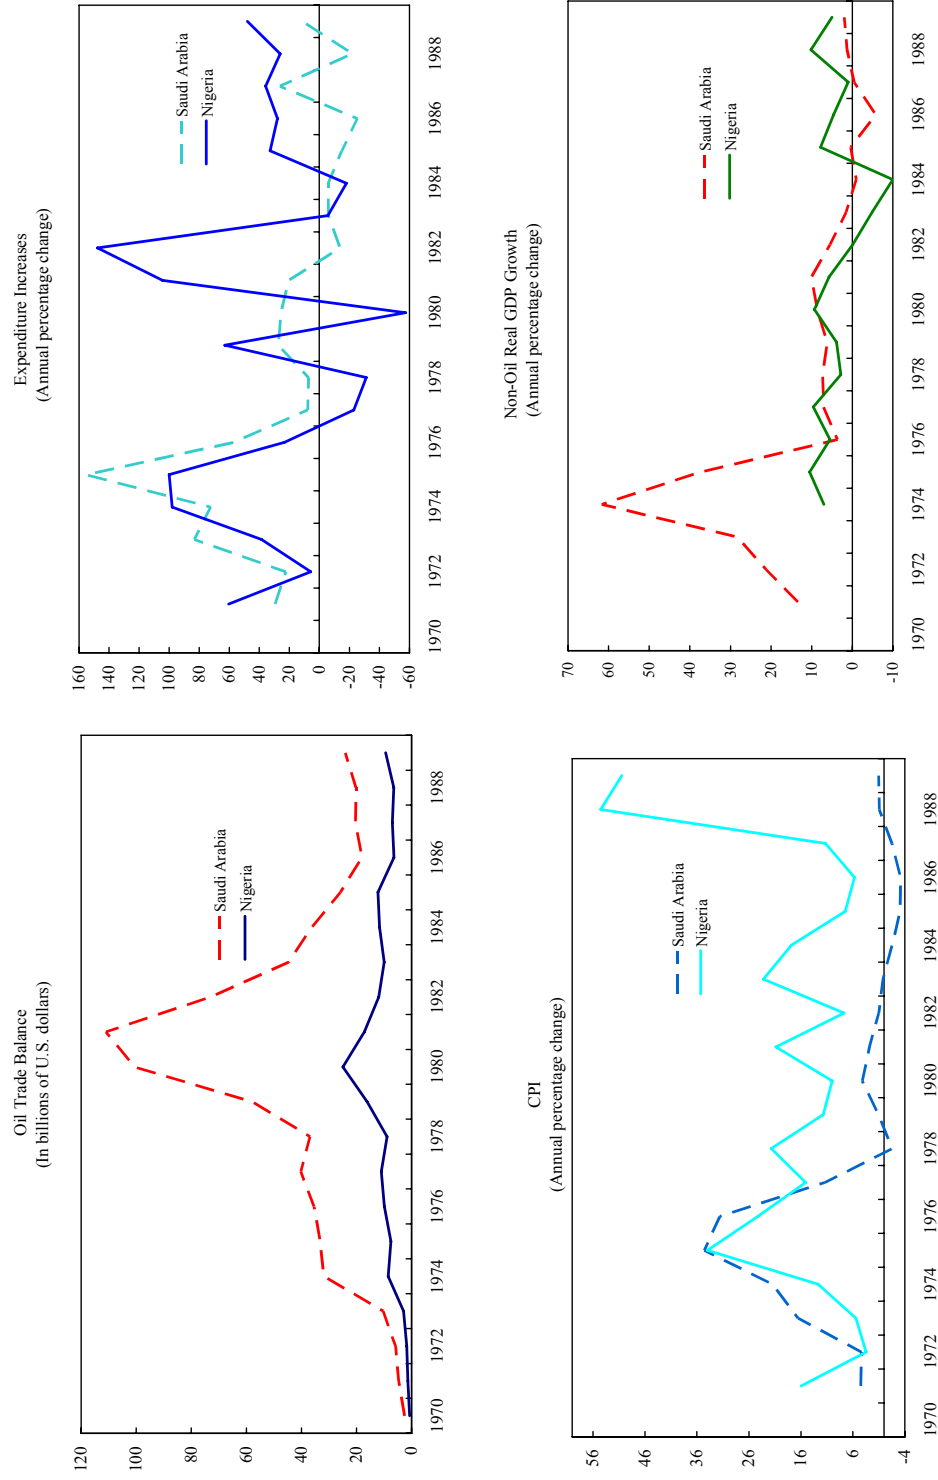 Oil Trade Balance
(In billions of U.S. dollars)
120
100
80
60
40
20
0
Saudi Arabia
Nigeria
1970 1972 1974 1976 1978 1980 1982 1984 1986 1988
Expenditure Increases
(Annual percentage change)
160
140
120
100
80
60
40
20
0
-20
-40
-60
Saudi Arabia
Nigeria
1970 1972 1974 1976 1978 1980 1982 1984 1986 1988
CPI
(Annual percentage change)
56
46
36
26
16
6
-4
Saudi Arabia
Nigeria
1970 1972 1974 1976 1978 1980 1982 1984 1986 1988
Non-Oil Real GDP Growth
(Annual percentage change)
70
60
50
40
30
20
10
0
-10
Saudi Arabia
Nigeria
1970 1972 1974 1976 1978 1980 1982 1984 1986 1988